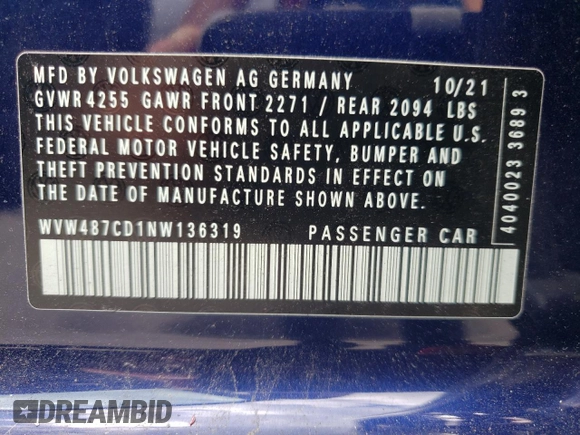 MFD BY VOLKSWAGEN AG GERMANY 10/21
GVWR 4255 GAWR FRONT 2271 / REAR 2094 LBS
THIS VEHICLE CONFORMS TO ALL APPLICABLE U.S.
FEDERAL MOTOR VEHICLE SAFETY, BUMPER AND
THEFT PREVENTION STANDARDS IN EFFECT ON
THE DATE OF MANUFACTURE SHOWN ABOVE.
WVW487CD1NW136319 PASSENGER CAR
4040023 3699 3
DREAMBID